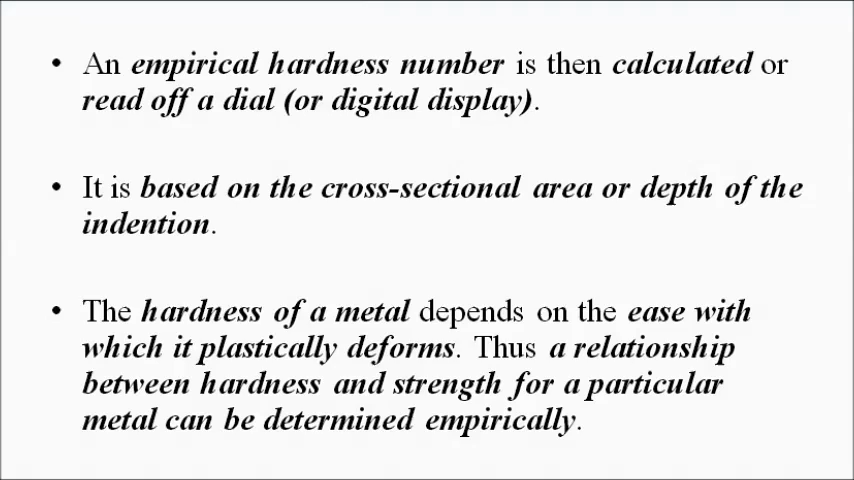 • An empirical hardness number is then calculated or
read off a dial (or digital display).
• It is based on the cross-sectional area or depth of the
indention.
• The hardness of a metal depends on the ease with
which it plastically deforms. Thus a relationship
between hardness and strength for a particular
metal can be determined empirically.